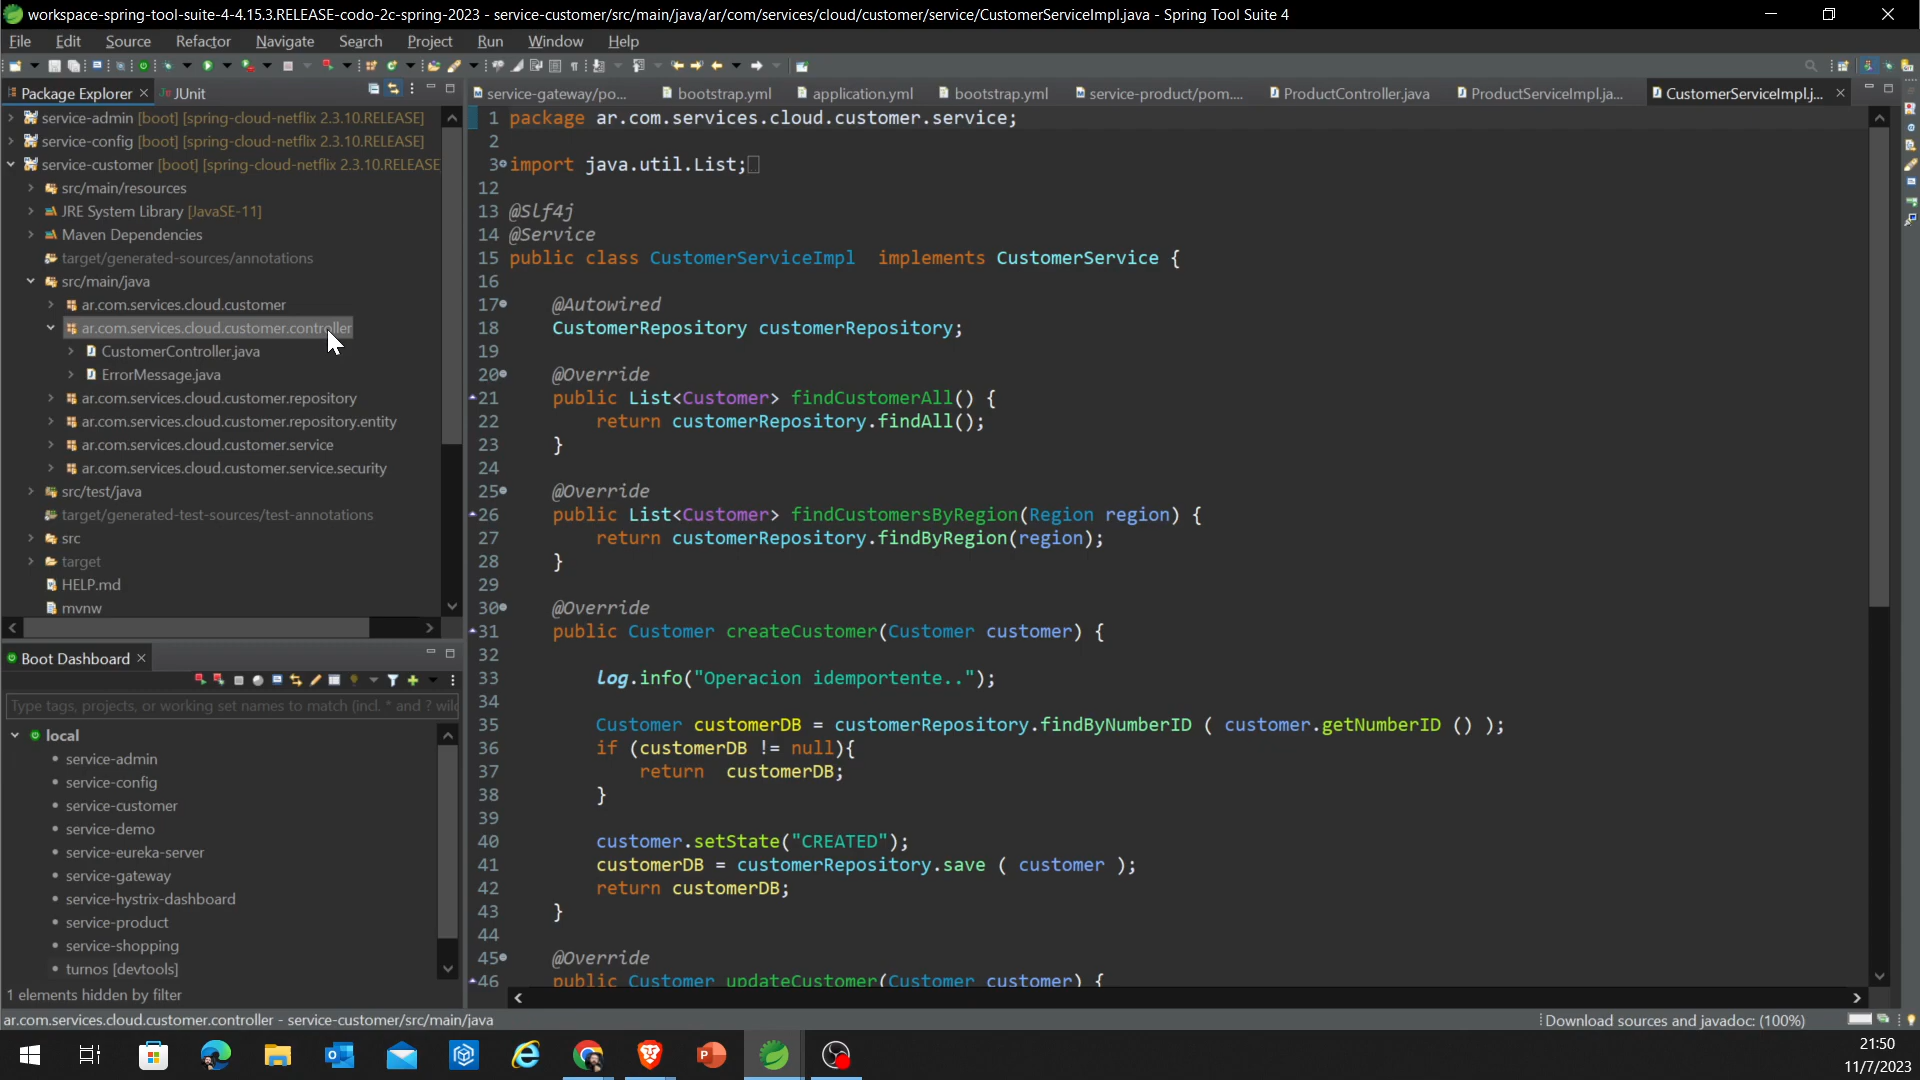 workspace-spring-tool-suite-4-4.15.3.RELEASE-codo-2c-spring-2023 - service-customer/src/main/java/ar/com/services/cloud/customer/service/CustomerServiceImpl.java - Spring Tool Suite 4
File Edit Source Refactor Navigate Search Project Run Window Help
Package Explorer JUnit
service-gateway/po... bootstrap.yml application.yml bootstrap.yml service-product/pom.... ProductController.java ProductServiceImpl.ja... CustomerServiceImpl.j...
service-admin [boot] [spring-cloud-netflix 2.3.10.RELEASE]
service-config [boot] [spring-cloud-netflix 2.3.10.RELEASE]
service-customer [boot] [spring-cloud-netflix 2.3.10.RELEASE
src/main/resources
JRE System Library [JavaSE-11]
Maven Dependencies
target/generated-sources/annotations
src/main/java
ar.com.services.cloud.customer
ar.com.services.cloud.customer.controller
CustomerController.java
ErrorMessage.java
ar.com.services.cloud.customer.repository
ar.com.services.cloud.customer.repository.entity
ar.com.services.cloud.customer.service
ar.com.services.cloud.customer.service.security
src/test/java
target/generated-test-sources/test-annotations
src
target
HELP.md
mvnw
Boot Dashboard
Type tags, projects, or working set names to match (incl. * and ? wil
local
service-admin
service-config
service-customer
service-demo
service-eureka-server
service-gateway
service-hystrix-dashboard
service-product
service-shopping
turnos [devtools]
1 elements hidden by filter
1 package ar.com.services.cloud.customer.service;
2
3 import java.util.List;
12
13 @Slf4j
14 @Service
15 public class CustomerServiceImpl  implements CustomerService {
16
17 @Autowired
18 CustomerRepository customerRepository;
19
20 @Override
21 public List<Customer> findCustomerAll() {
22 return customerRepository.findAll();
23 }
24
25 @Override
26 public List<Customer> findCustomersByRegion(Region region) {
27 return customerRepository.findByRegion(region);
28 }
29
30 @Override
31 public Customer createCustomer(Customer customer) {
32
33 log.info("Operacion idemportente..");
34
35 Customer customerDB = customerRepository.findByNumberID ( customer.getNumberID () );
36 if (customerDB != null){
37 return  customerDB;
38 }
39
40 customer.setState("CREATED");
41 customerDB = customerRepository.save ( customer );
42 return customerDB;
43 }
44
45 @Override
46 public Customer updateCustomer(Customer customer) {
ar.com.services.cloud.customer.controller - service-customer/src/main/java
Download sources and javadoc: (100%)
21:50
11/7/2023